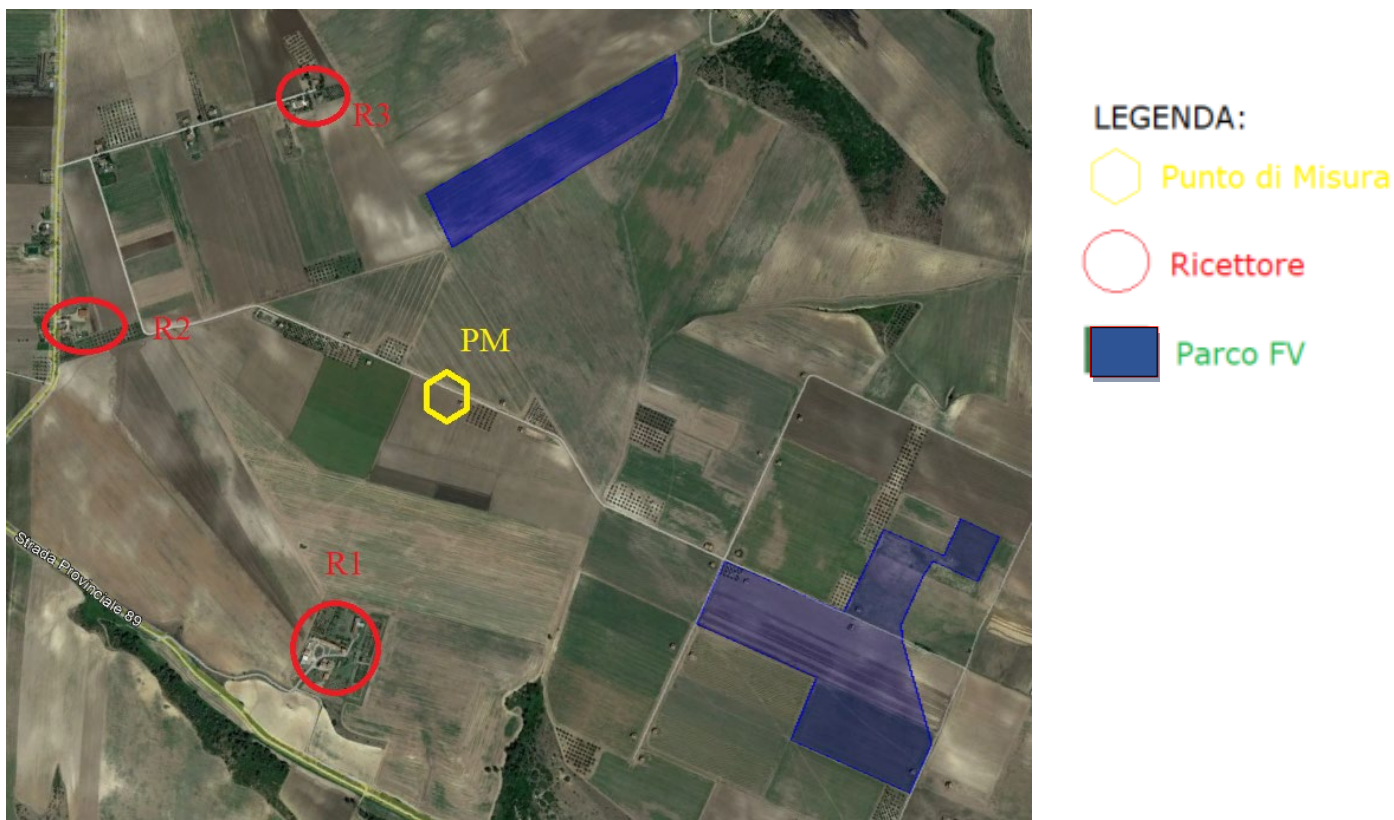 R3
R2
PM
R1
Strada Provinciale 89
LEGENDA:
Punto di Misura
Ricettore
Parco FV